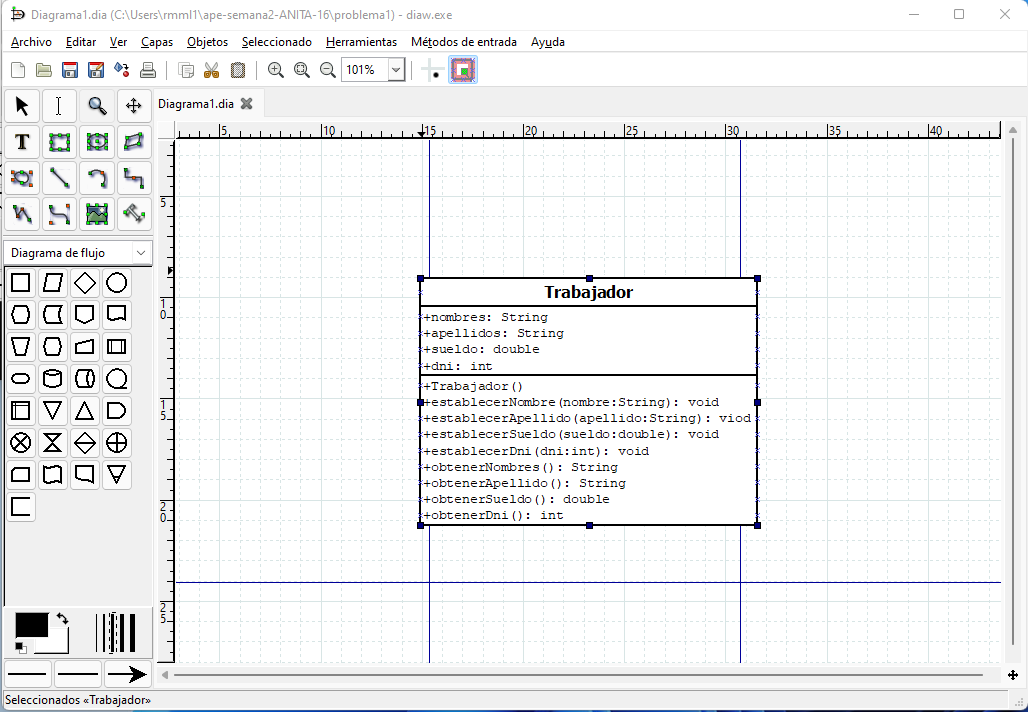 Diagrama1.dia (C:\Users\rmml1\ape-semana2-ANITA-16\problema1) - diaw.exe
Archivo Editar Ver Capas Objetos Seleccionado Herramientas Métodos de entrada Ayuda
101%
Diagrama1.dia
5 10 15 20 25 30 35 40
T
5
Diagrama de flujo
10
Trabajador
+nombres: String
+apellidos: String
+sueldo: double
+dni: int
+Trabajador()
15
+establecerNombre(nombre:String): void
+establecerApellido(apellido:String): viod
+establecerSueldo(sueldo:double): void
+establecerDni(dni:int): void
+obtenerNombres(): String
+obtenerApellido(): String
+obtenerSueldo(): double
20
+obtenerDni(): int
25
Seleccionados «Trabajador»